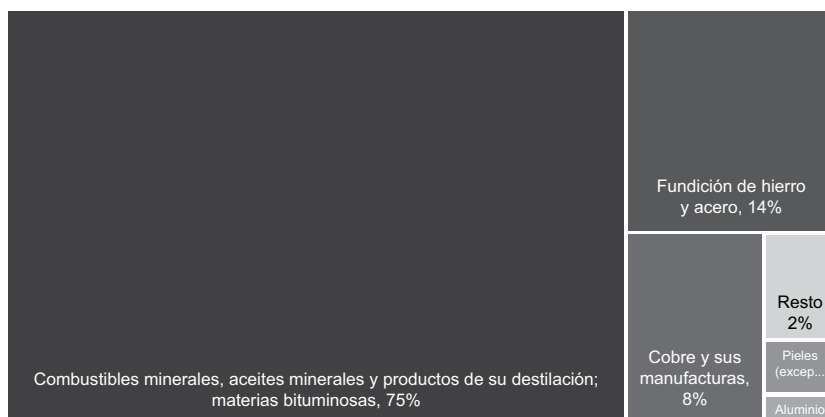 Combustibles minerales, aceites minerales y productos de su destilación;
materias bituminosas, 75%
Fundición de hierro
y acero, 14%
Cobre y sus
manufacturas,
8%
Resto
2%
Pieles
(excep...
Aluminio